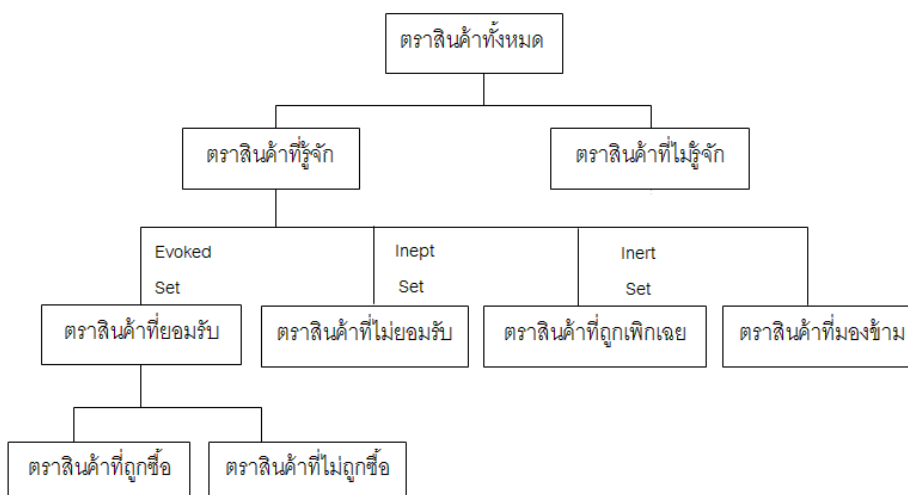 ตราสินค้าทั้งหมด
ตราสินค้าที่รู้จัก
ตราสินค้าที่ไม่รู้จัก
Evoked
Set
Inept
Set
Inert
Set
ตราสินค้าที่ยอมรับ
ตราสินค้าที่ไม่ยอมรับ
ตราสินค้าที่ถูกเพิกเฉย
ตราสินค้าที่มองข้าม
ตราสินค้าที่ถูกซื้อ
ตราสินค้าที่ไม่ถูกซื้อ